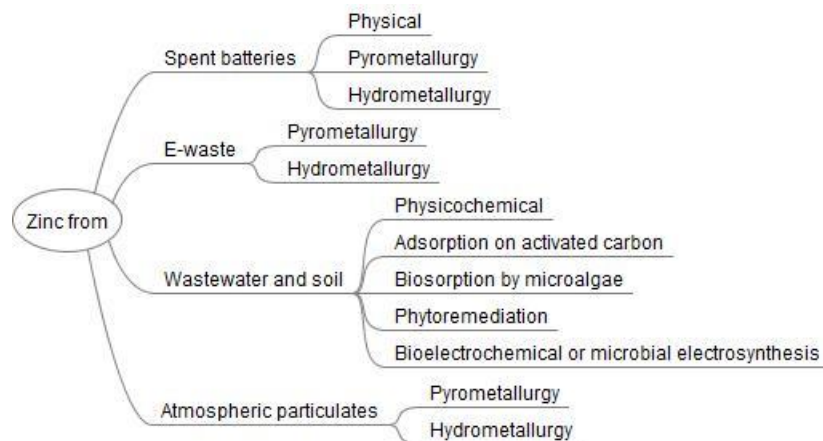 Zinc from
Spent batteries
Physical
Pyrometallurgy
Hydrometallurgy
E-waste
Pyrometallurgy
Hydrometallurgy
Wastewater and soil
Physicochemical
Adsorption on activated carbon
Biosorption by microalgae
Phytoremediation
Bioelectrochemical or microbial electrosynthesis
Atmospheric particulates
Pyrometallurgy
Hydrometallurgy